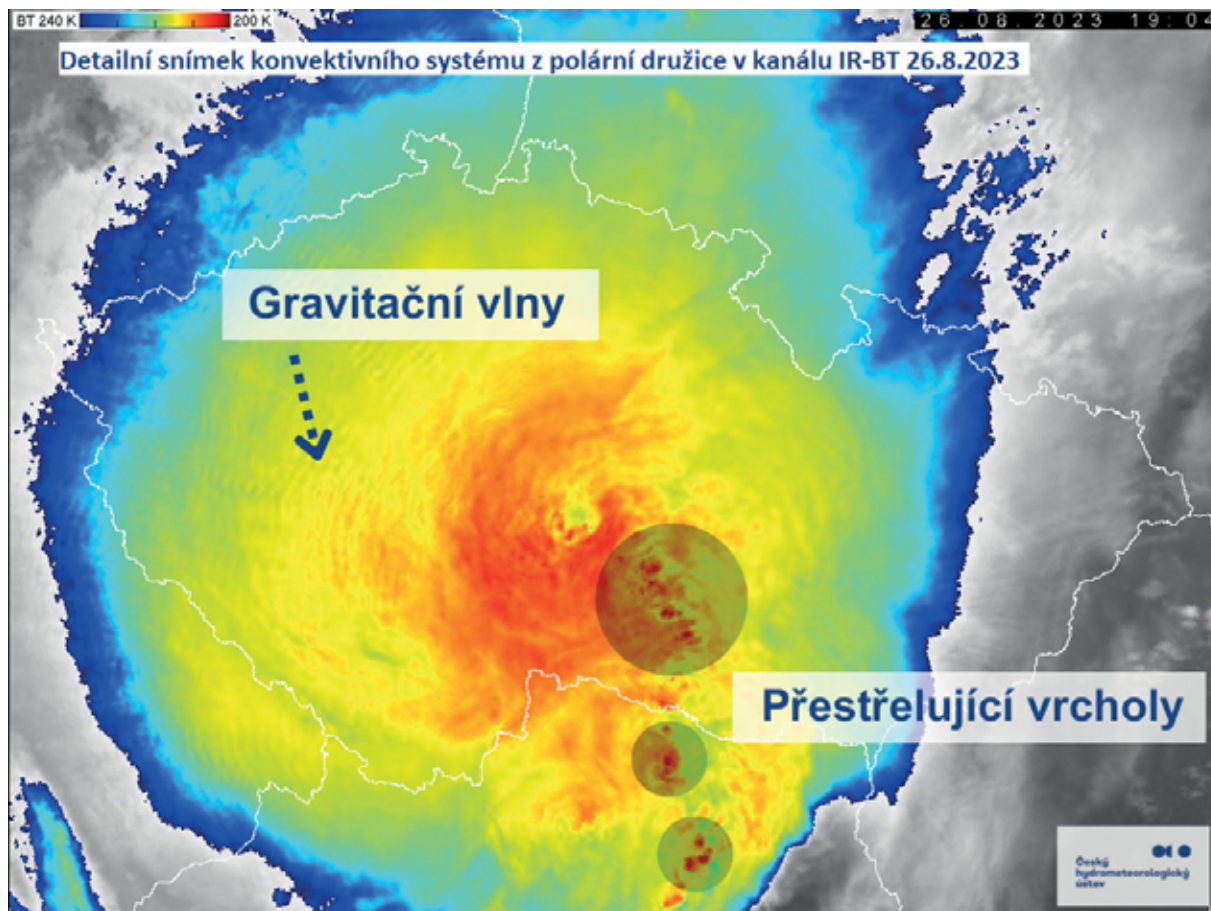 BT 240 K 200 K
26.08.2023 19:04
Detailní snímek konvektivního systému z polární družice v kanálu IR-BT 26.8.2023
Gravitační vlny
Přestřelující vrcholy
Český
hydrometeorologický
ústav